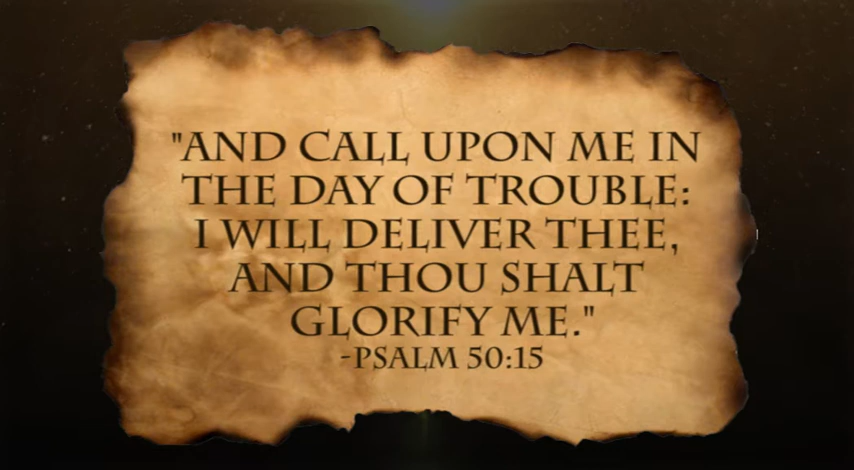 "AND CALL UPON ME IN
THE DAY OF TROUBLE:
I WILL DELIVER THEE,
AND THOU SHALT
GLORIFY ME."
-PSALM 50:15